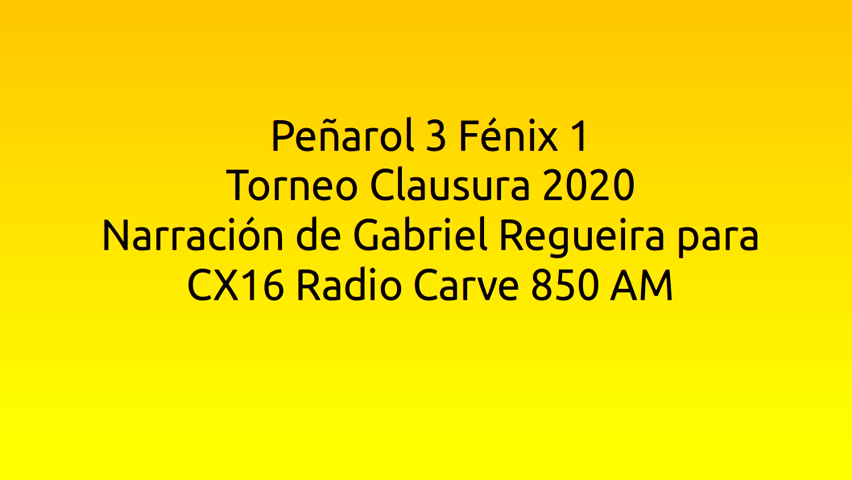 Peñarol 3 Fénix 1
Torneo Clausura 2020
Narración de Gabriel Regueira para
CX16 Radio Carve 850 AM